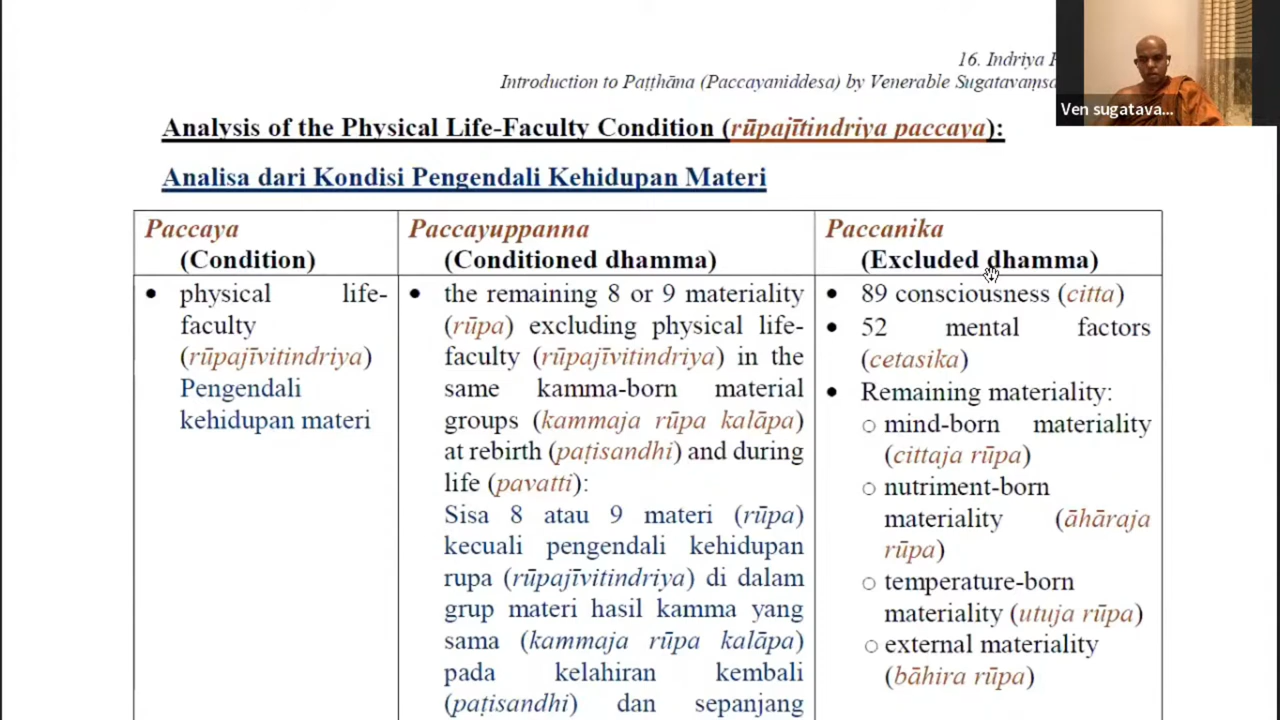 16. Indriya
Introduction to Paṭṭhāna (Paccayaniddesa) by Venerable
Ven sugatava...
Analysis of the Physical Life-Faculty Condition (rūpajītindriya paccaya):
Analisa dari Kondisi Pengendali Kehidupan Materi
Paccaya
(Condition)
physical life-
faculty
(rūpajīvitindriya)
Pengendali
kehidupan materi
Paccayuppanna
(Conditioned dhamma)
the remaining 8 or 9 materiality
(rūpa) excluding physical life-
faculty (rūpajīvitindriya) in the
same kamma-born material
groups (kammaja rūpa kalāpa)
at rebirth (paṭisandhi) and during
life (pavatti):
Sisa 8 atau 9 materi (rūpa)
kecuali pengendali kehidupan
rupa (rūpajīvitindriya) di dalam
grup materi hasil kamma yang
sama (kammaja rūpa kalāpa)
pada kelahiran kembali
(paṭisandhi) dan sepanjang
Paccanika
(Excluded dhamma)
89 consciousness (citta)
52 mental factors
(cetasika)
Remaining materiality:
mind-born materiality
(cittaja rūpa)
nutriment-born
materiality (āhāraja
rūpa)
temperature-born
materiality (utuja rūpa)
external materiality
(bāhira rūpa)